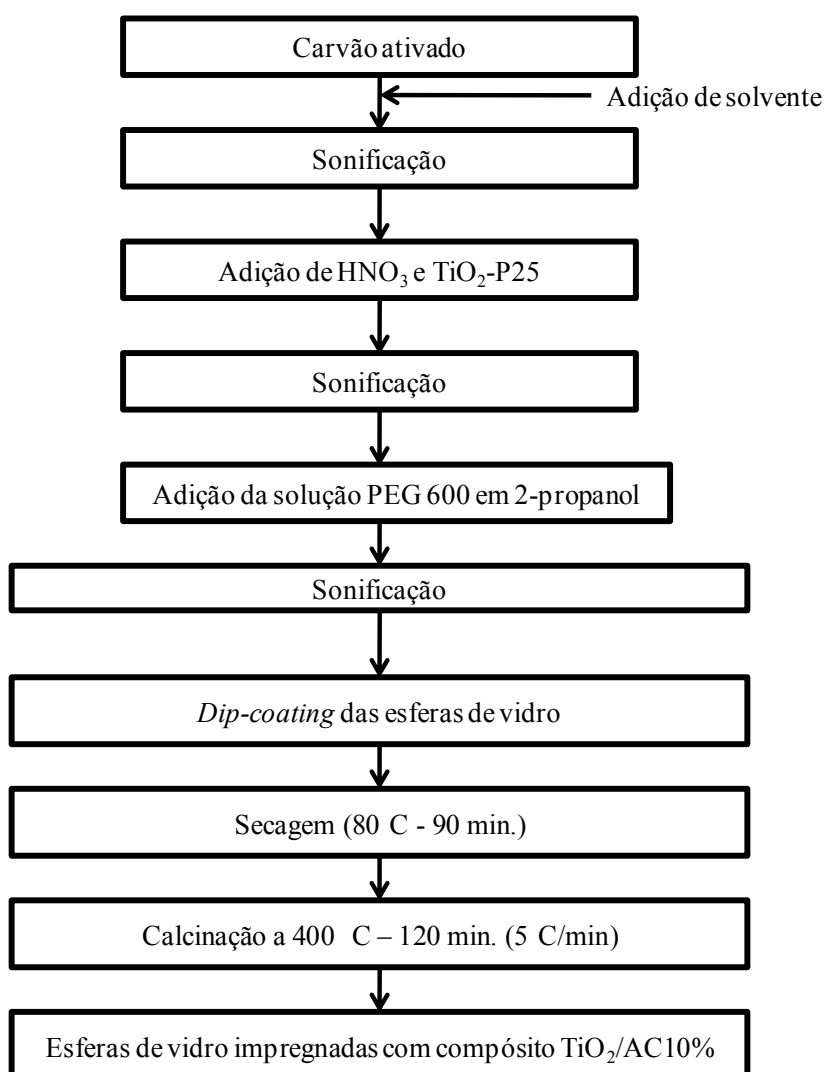 Carvão ativado
Adição de solvente
Sonificação
Adição de HNO₃ e TiO₂-P25
Sonificação
Adição da solução PEG 600 em 2-propanol
Sonificação
Dip-coating das esferas de vidro
Secagem (80 C - 90 min.)
Calcinação a 400 C – 120 min. (5 C/min)
Esferas de vidro impregnadas com compósito TiO₂/AC10%